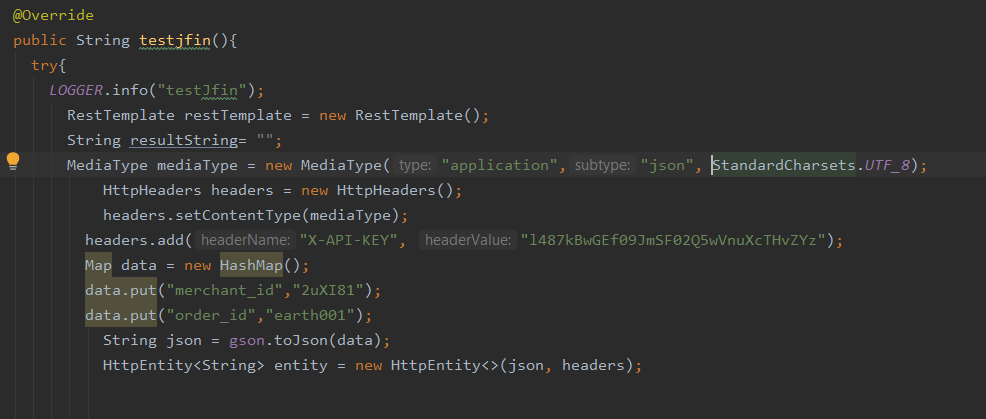 @Override
public String testjfin(){
try{
LOGGER.info("testJfin");
RestTemplate restTemplate = new RestTemplate();
String resultString= "";
MediaType mediaType = new MediaType( type: "application", subtype: "json", StandardCharsets.UTF_8);
HttpHeaders headers = new HttpHeaders();
headers.setContentType(mediaType);
headers.add( headerName: "X-API-KEY", headerValue: "l487kBwGEf09JmSF02Q5wVnuXcTHvZYz");
Map data = new HashMap();
data.put("merchant_id","2uXI81");
data.put("order_id","earth001");
String json = gson.toJson(data);
HttpEntity<String> entity = new HttpEntity<>(json, headers);